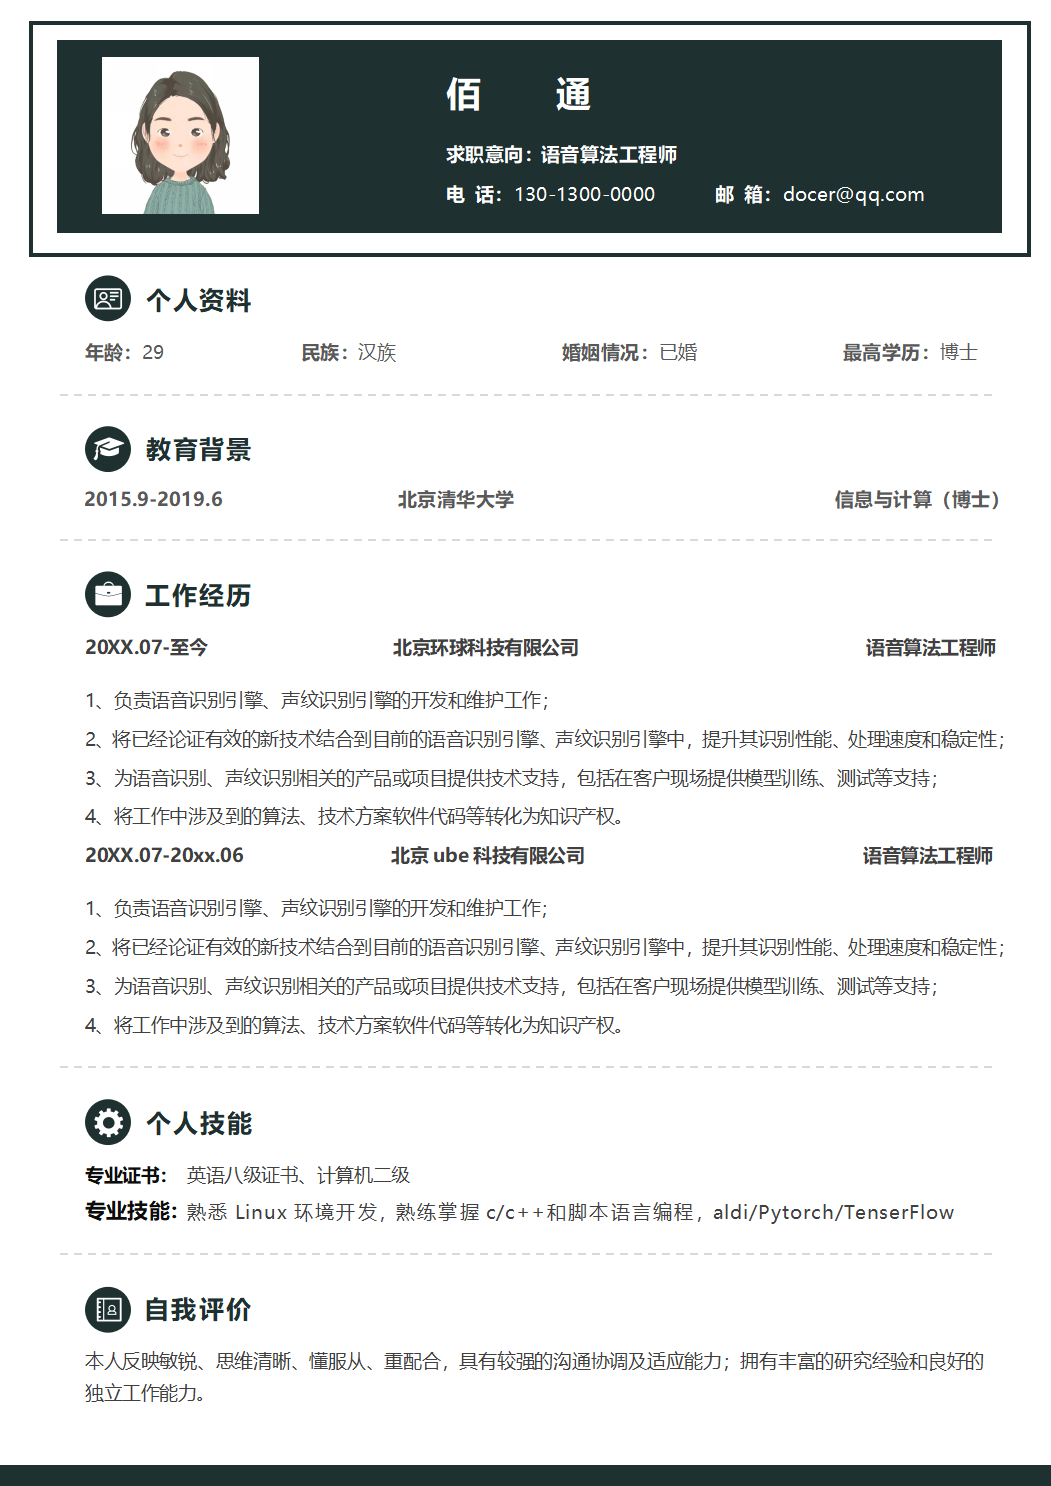 佰 通
求职意向：语音算法工程师
电 话：130-1300-0000 邮 箱：docer@qq.com
个人资料
年龄：29 民族：汉族 婚姻情况：已婚 最高学历：博士
教育背景
2015.9-2019.6 北京清华大学 信息与计算（博士）
工作经历
20XX.07-至今 北京环球科技有限公司 语音算法工程师
1、负责语音识别引擎、声纹识别引擎的开发和维护工作；
2、将已经论证有效的新技术结合到目前的语音识别引擎、声纹识别引擎中，提升其识别性能、处理速度和稳定性；
3、为语音识别、声纹识别相关的产品或项目提供技术支持，包括在客户现场提供模型训练、测试等支持；
4、将工作中涉及到的算法、技术方案软件代码等转化为知识产权。
20XX.07-20xx.06 北京 ube 科技有限公司 语音算法工程师
1、负责语音识别引擎、声纹识别引擎的开发和维护工作；
2、将已经论证有效的新技术结合到目前的语音识别引擎、声纹识别引擎中，提升其识别性能、处理速度和稳定性；
3、为语音识别、声纹识别相关的产品或项目提供技术支持，包括在客户现场提供模型训练、测试等支持；
4、将工作中涉及到的算法、技术方案软件代码等转化为知识产权。
个人技能
专业证书： 英语八级证书、计算机二级
专业技能：熟悉 Linux 环境开发，熟练掌握 c/c++和脚本语言编程，aldi/Pytorch/TenserFlow
自我评价
本人反映敏锐、思维清晰、懂服从、重配合，具有较强的沟通协调及适应能力；拥有丰富的研究经验和良好的
独立工作能力。